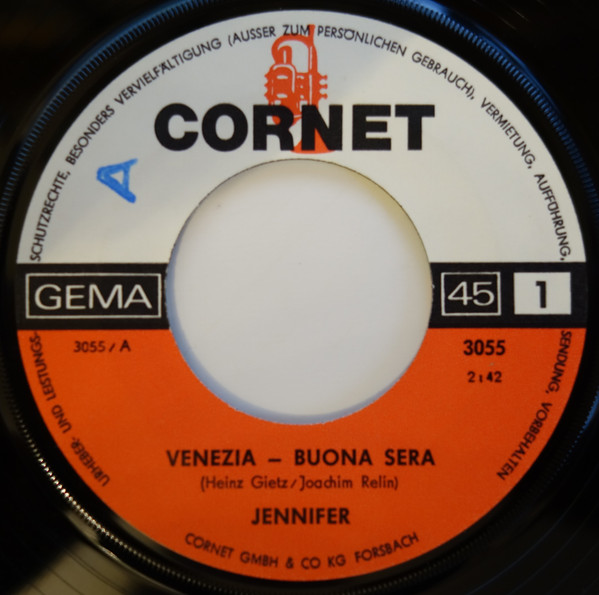 URHEBER- UND LEISTUNGS-SCHUTZRECHTE, BESONDERS VERVIELFÄLTIGUNG (AUSSER ZUM PERSÖNLICHEN GEBRAUCH), VERMIETUNG, AUFFÜHRUNG, SENDUNG, VORBEHALTEN
CORNET
A
GEMA
45
1
3055/A
3055
2:42
VENEZIA – BUONA SERA
(Heinz Gietz/Joachim Relin)
JENNIFER
CORNET GMBH & CO KG FORSBACH